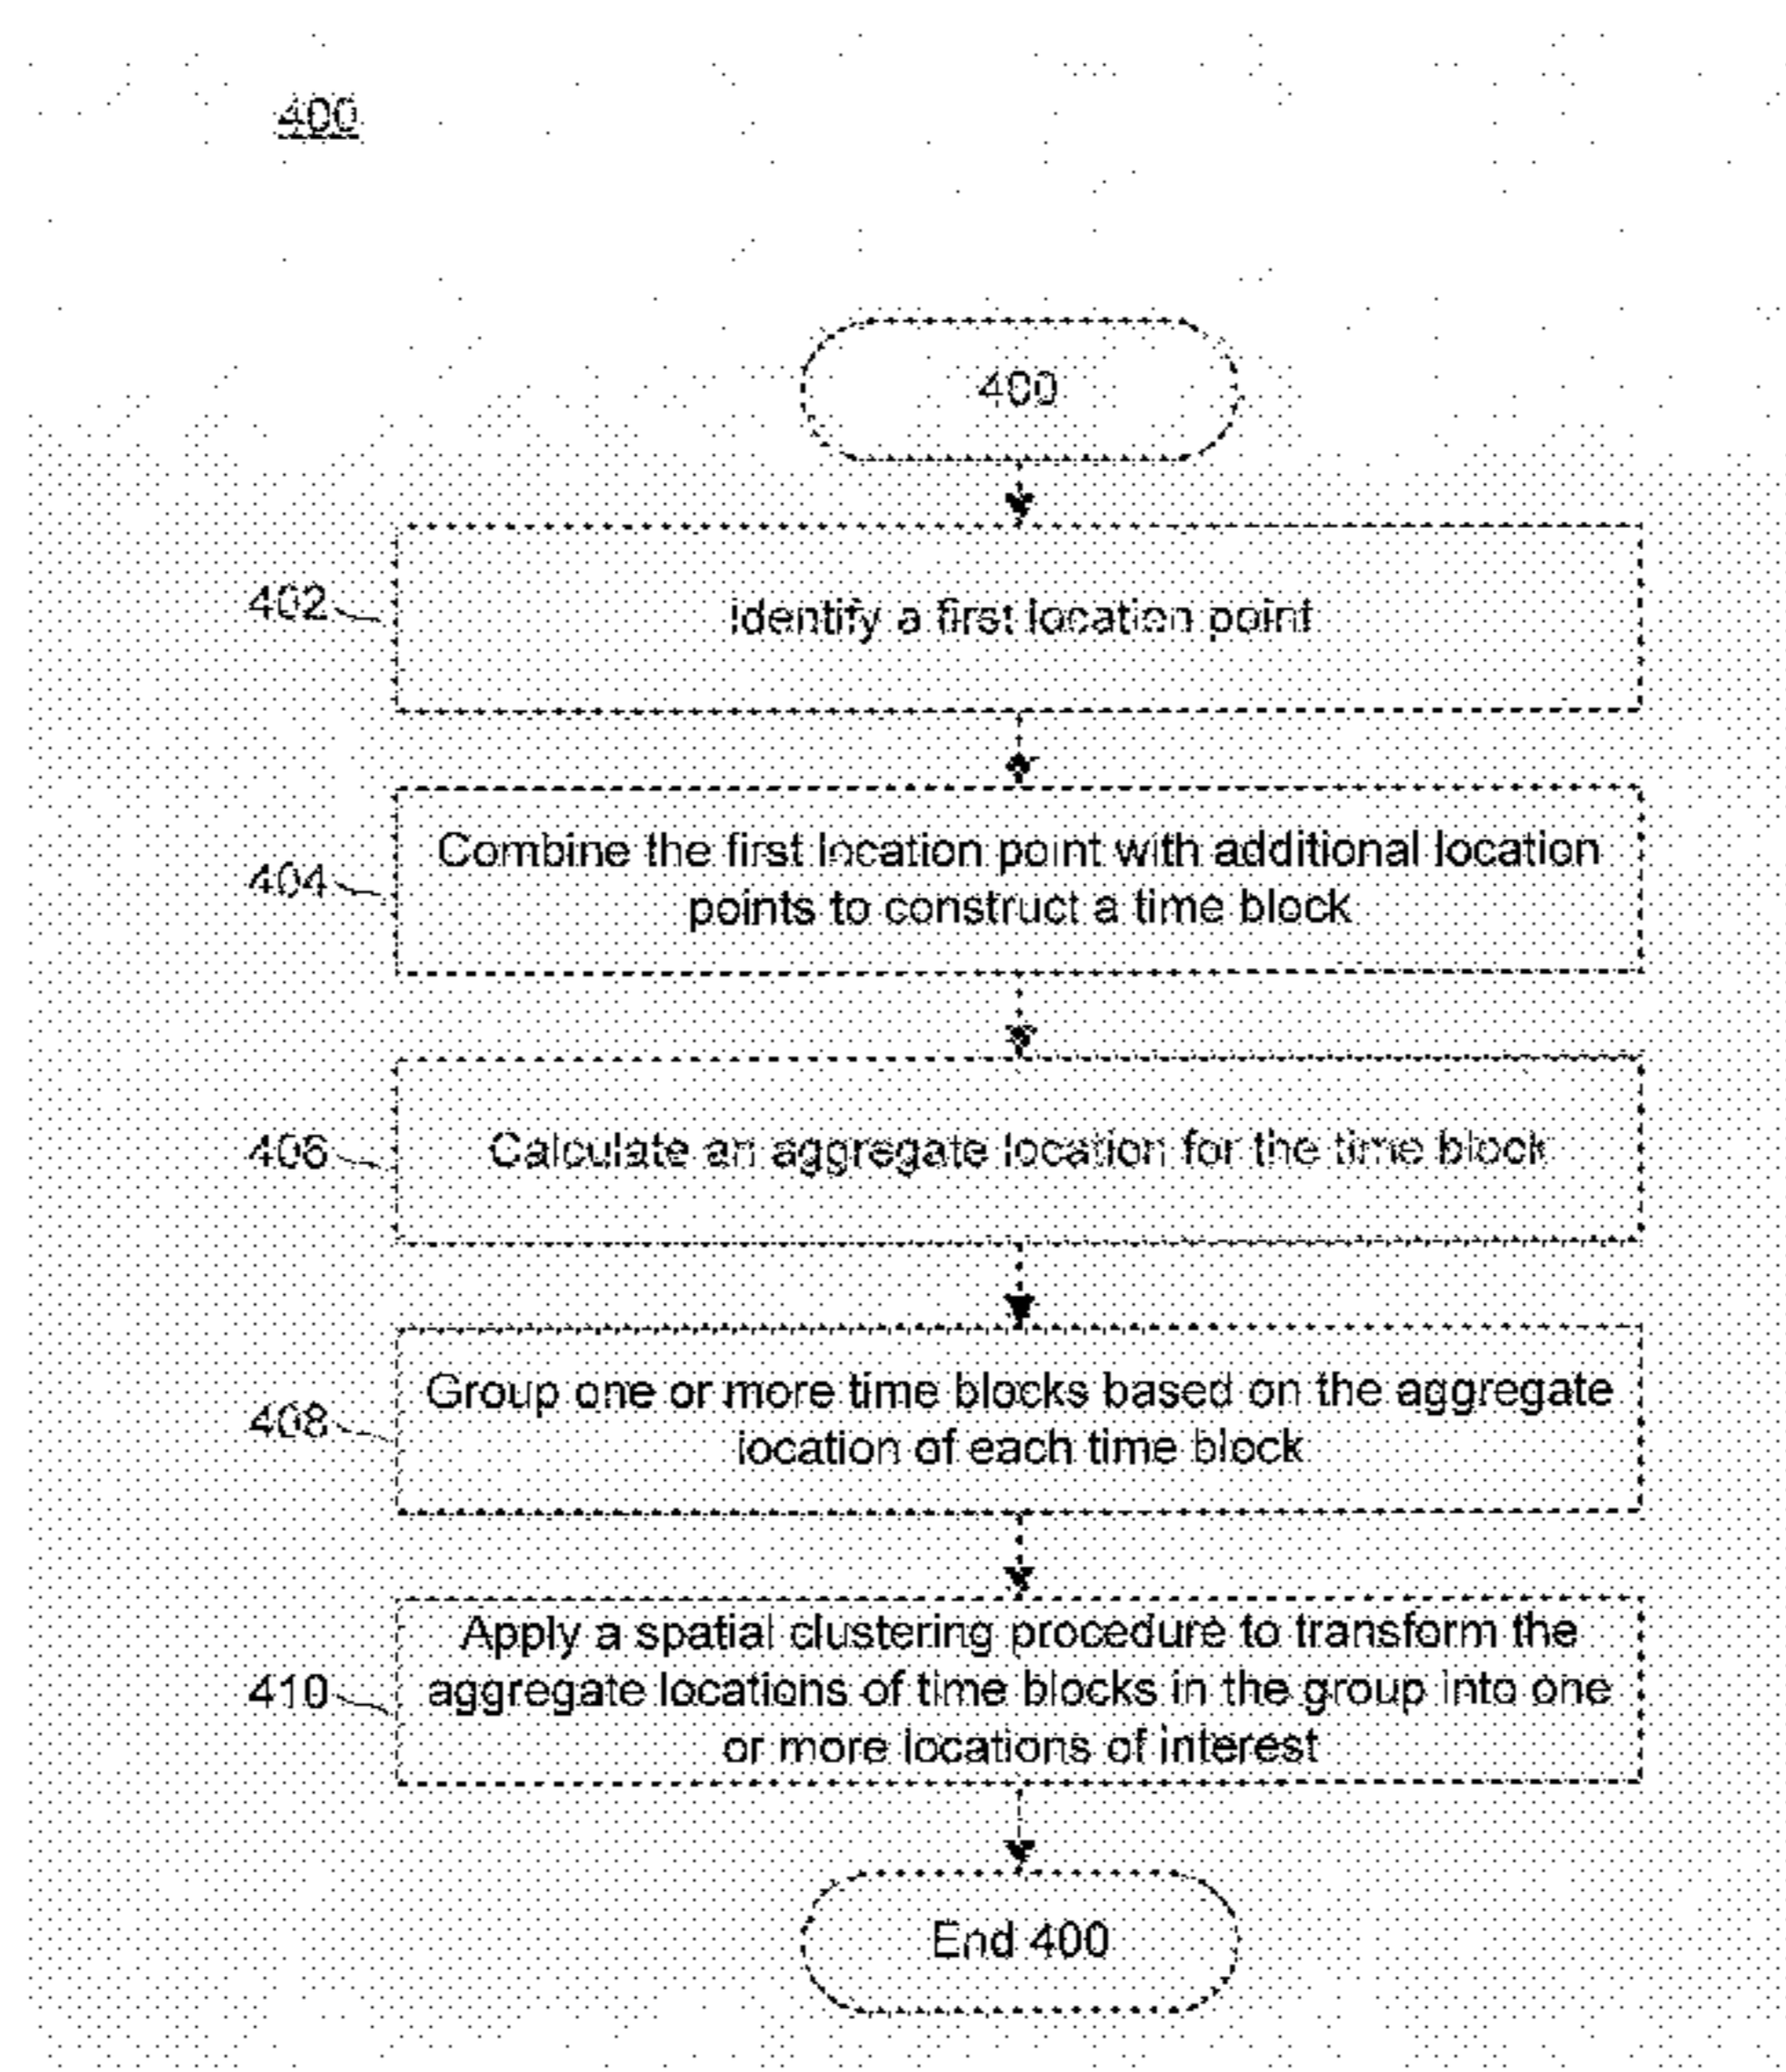 400
400
402
Identify a first location point
404
Combine the first location point with additional location
points to construct a time block
406
Calculate an aggregate location for the time block
408
Group one or more time blocks based on the aggregate
location of each time block
410
Apply a spatial clustering procedure to transform the
aggregate locations of time blocks in the group into one
or more locations of interest
End 400